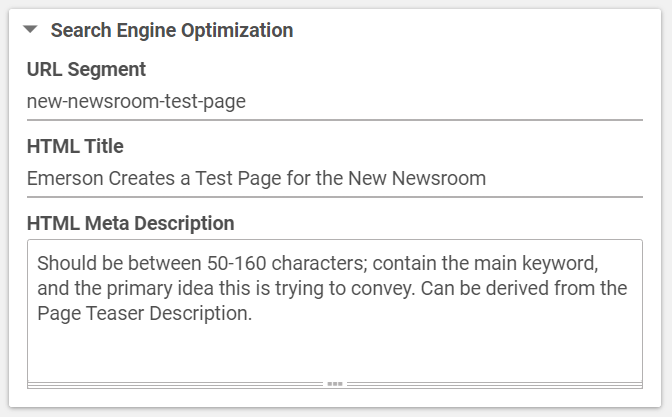 Search Engine Optimization
URL Segment
new-newsroom-test-page
HTML Title
Emerson Creates a Test Page for the New Newsroom
HTML Meta Description
Should be between 50-160 characters; contain the main keyword,
and the primary idea this is trying to convey. Can be derived from the
Page Teaser Description.